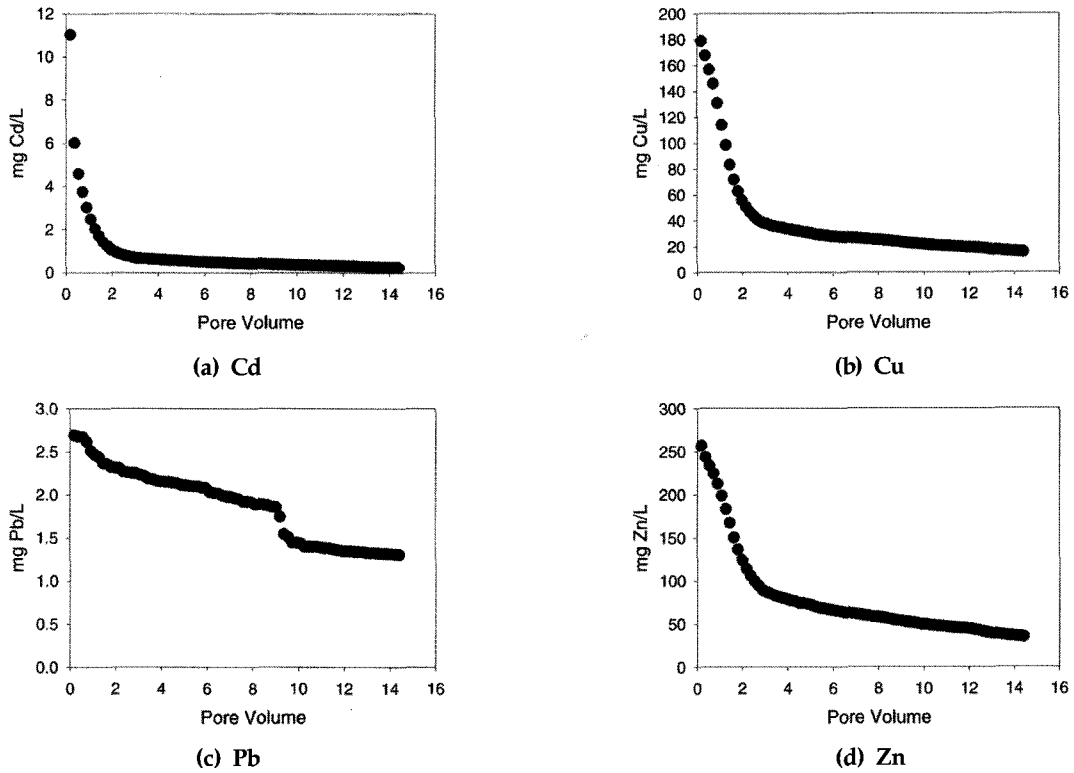 12
10
8
6
4
2
0
mg Cd/L
0 2 4 6 8 10 12 14 16
Pore Volume
(a) Cd
200
180
160
140
120
100
80
60
40
20
0
mg Cu/L
0 2 4 6 8 10 12 14 16
Pore Volume
(b) Cu
3.0
2.5
2.0
1.5
1.0
0.5
0.0
mg Pb/L
0 2 4 6 8 10 12 14 16
Pore Volume
(c) Pb
300
250
200
150
100
50
0
mg Zn/L
0 2 4 6 8 10 12 14 16
Pore Volume
(d) Zn